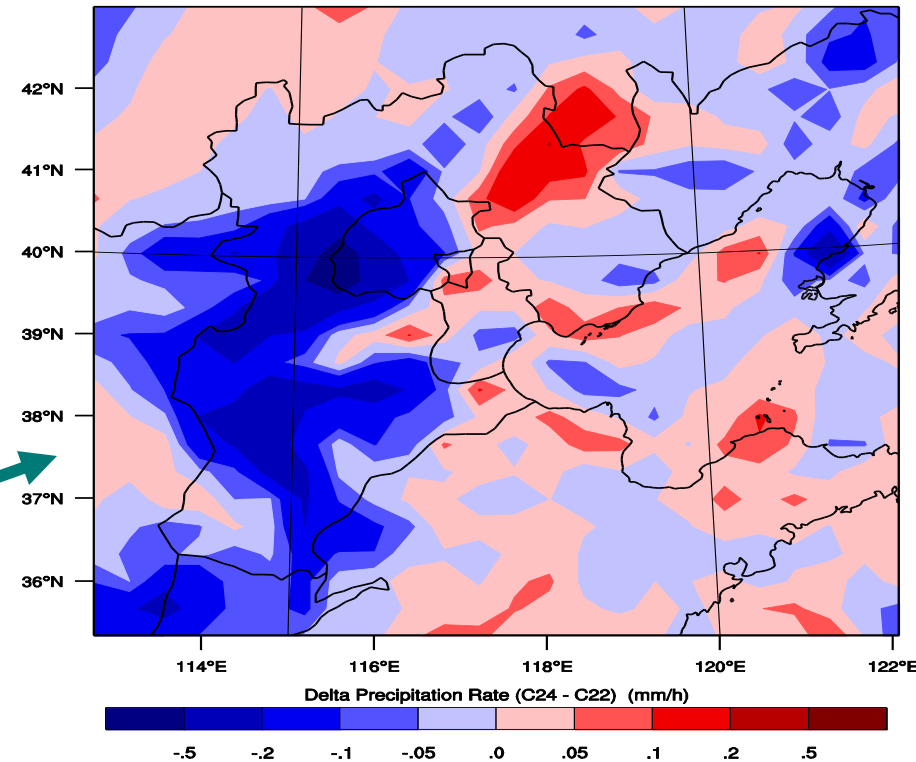 42°N
41°N
40°N
39°N
38°N
37°N
36°N
114°E 116°E 118°E 120°E 122°E
Delta Precipitation Rate (C24 - C22) (mm/h)
-.5 -.2 -.1 -.05 .0 .05 .1 .2 .5